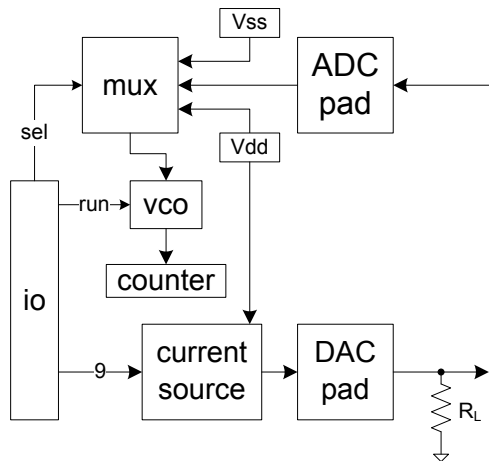 Vss
mux
ADC
pad
sel
Vdd
run
vco
io
counter
9
current
source
DAC
pad
RL